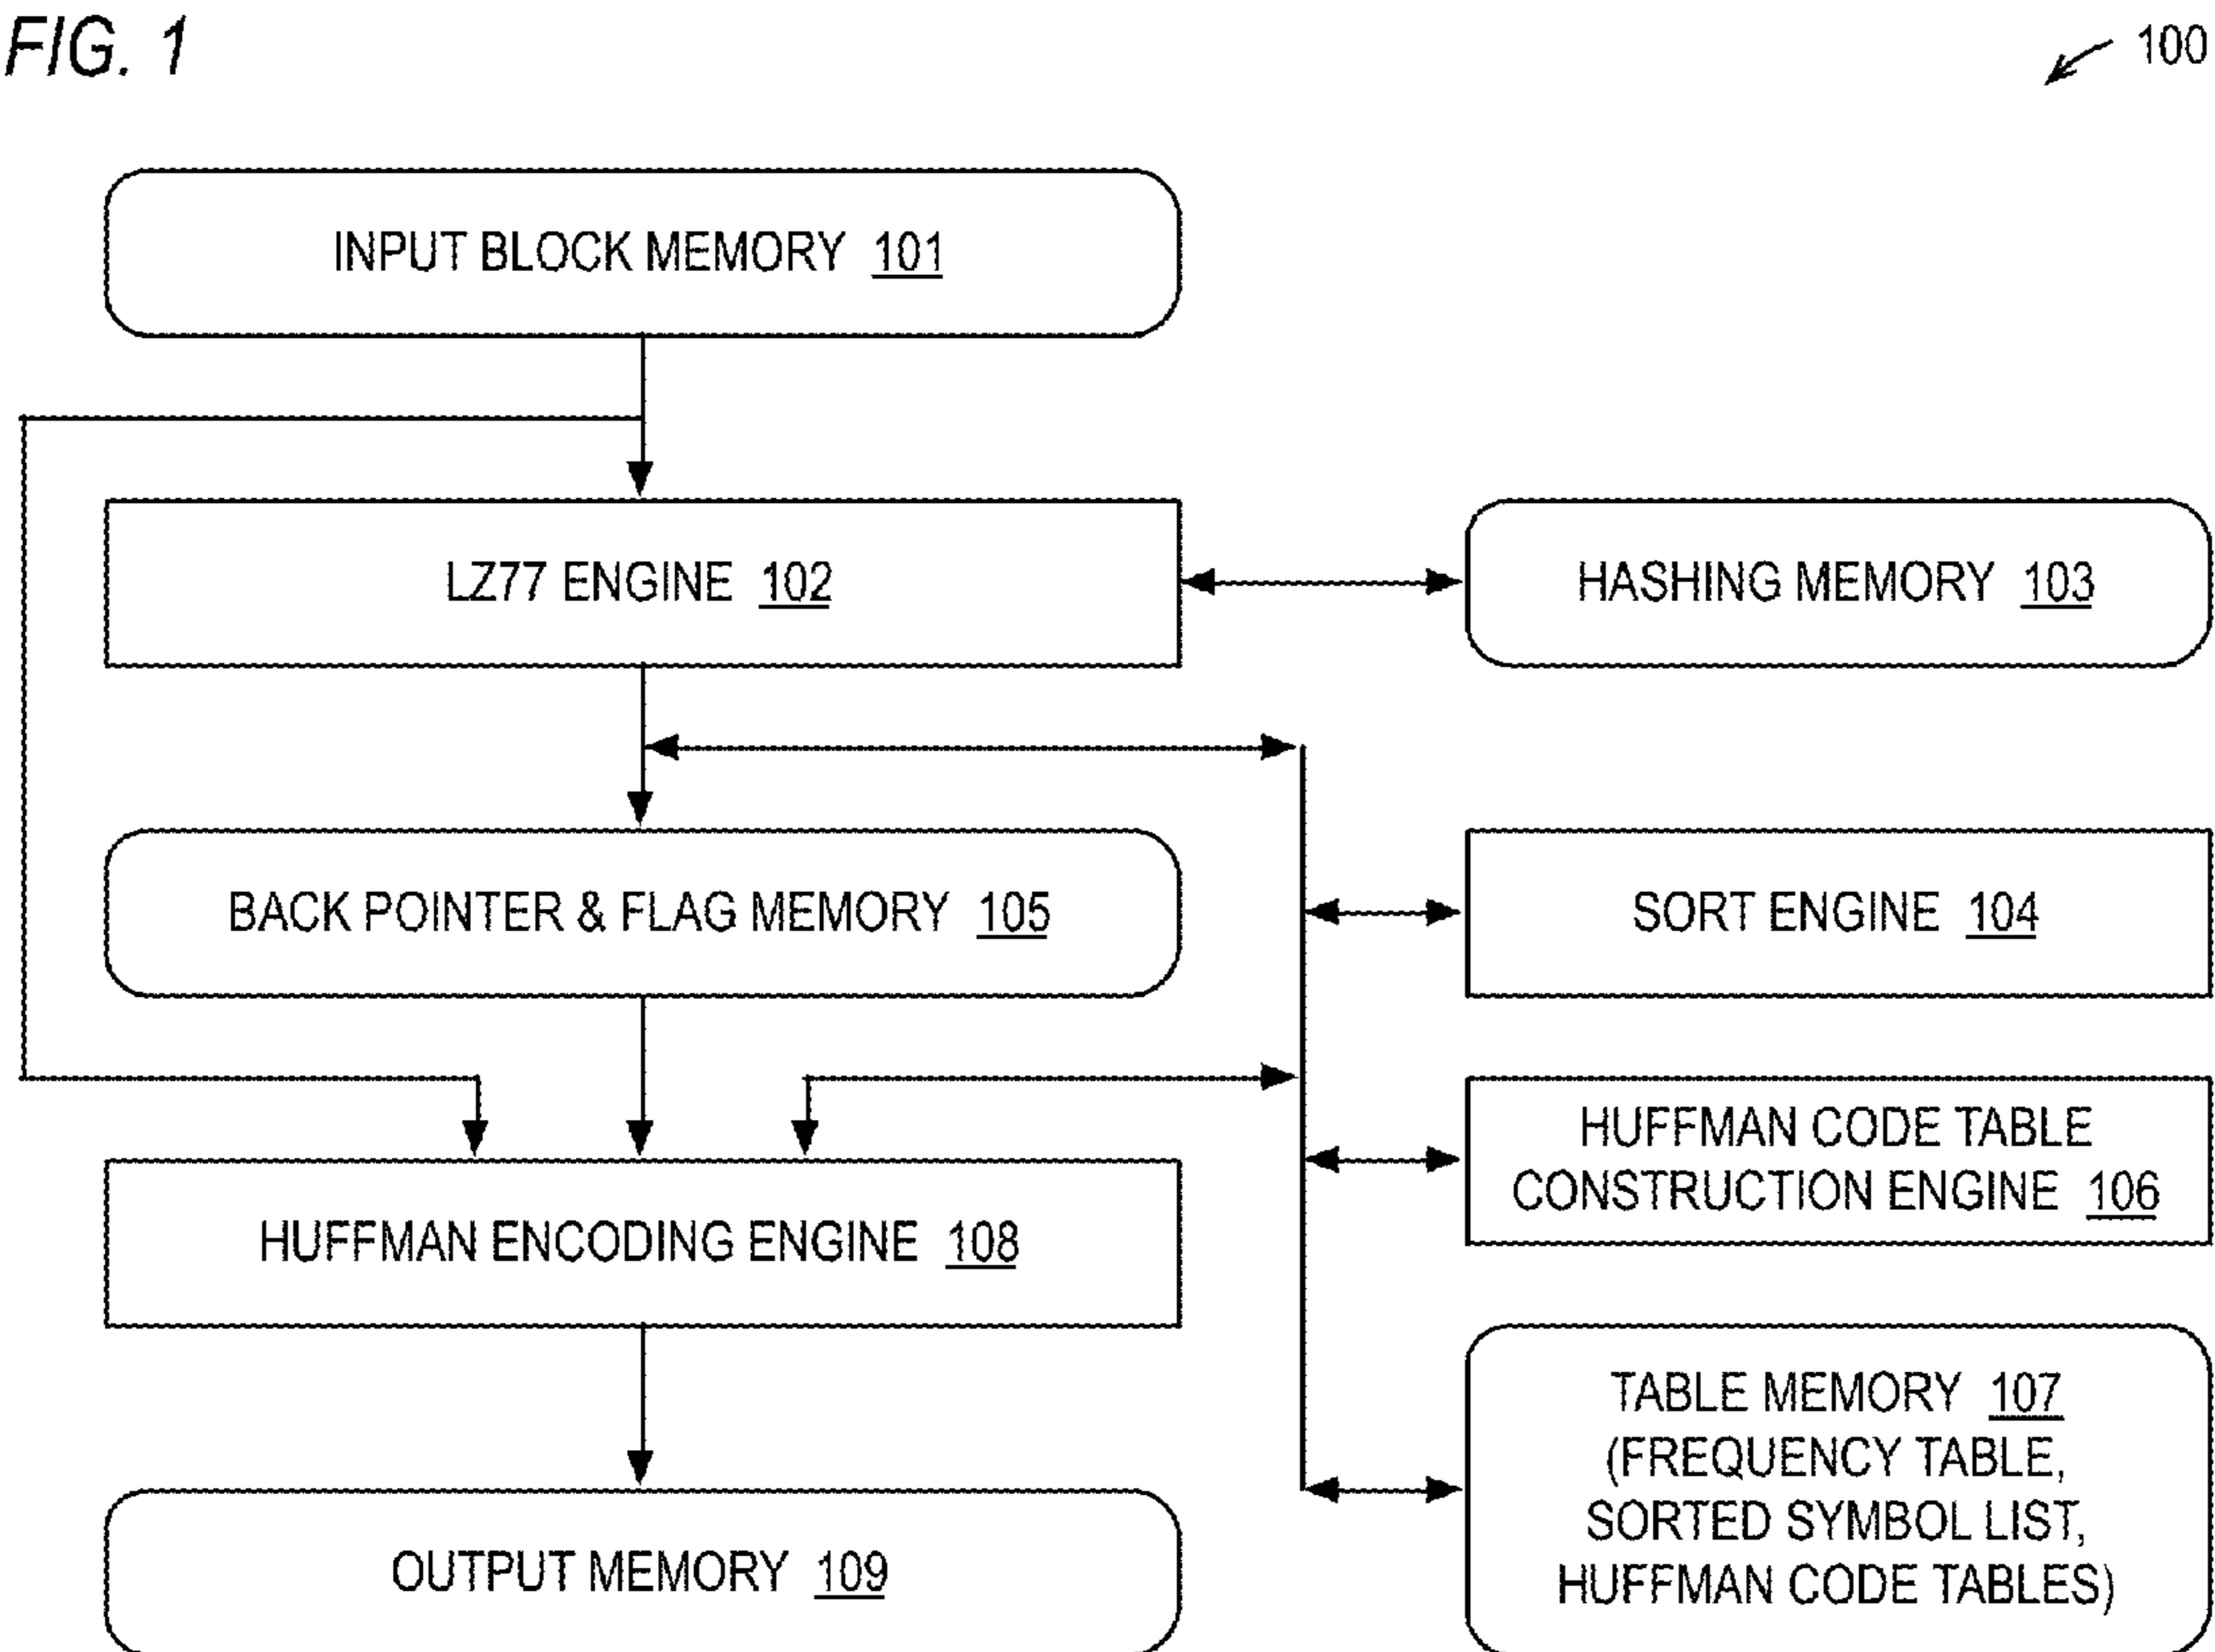 FIG. 1
100
INPUT BLOCK MEMORY 101
LZ77 ENGINE 102
HASHING MEMORY 103
BACK POINTER & FLAG MEMORY 105
SORT ENGINE 104
HUFFMAN CODE TABLE
CONSTRUCTION ENGINE 106
HUFFMAN ENCODING ENGINE 108
TABLE MEMORY 107
(FREQUENCY TABLE,
SORTED SYMBOL LIST,
HUFFMAN CODE TABLES)
OUTPUT MEMORY 109